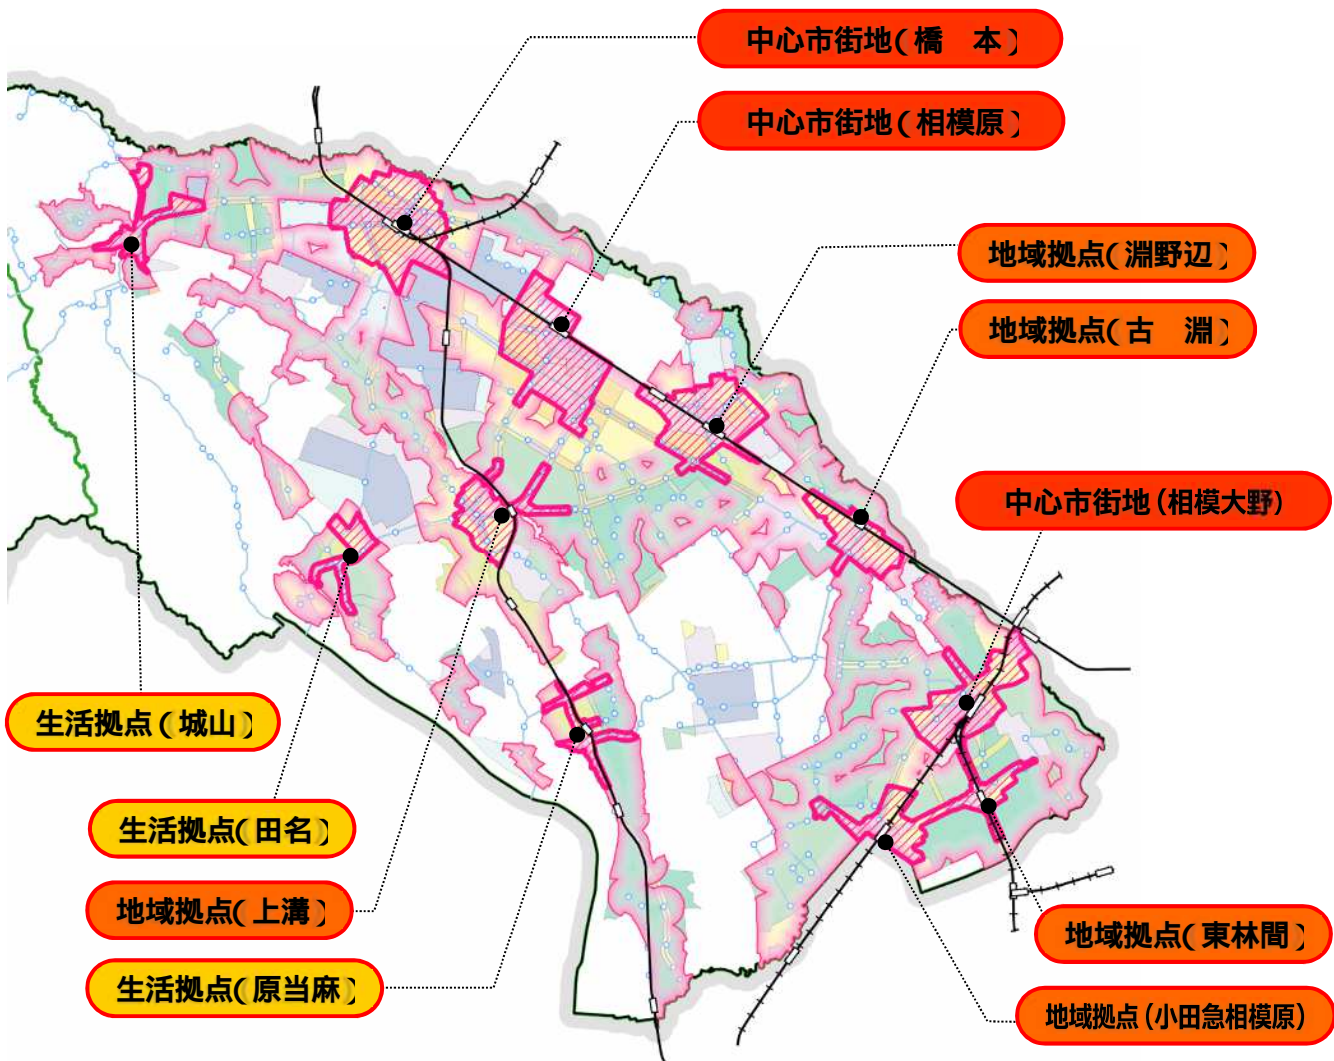 中心市街地(橋　本)
中心市街地(相模原)
地域拠点(淵野辺)
地域拠点(古　淵)
中心市街地(相模大野)
生活拠点(城山)
生活拠点(田名)
地域拠点(上溝)
生活拠点(原当麻)
地域拠点(東林間)
地域拠点(小田急相模原)